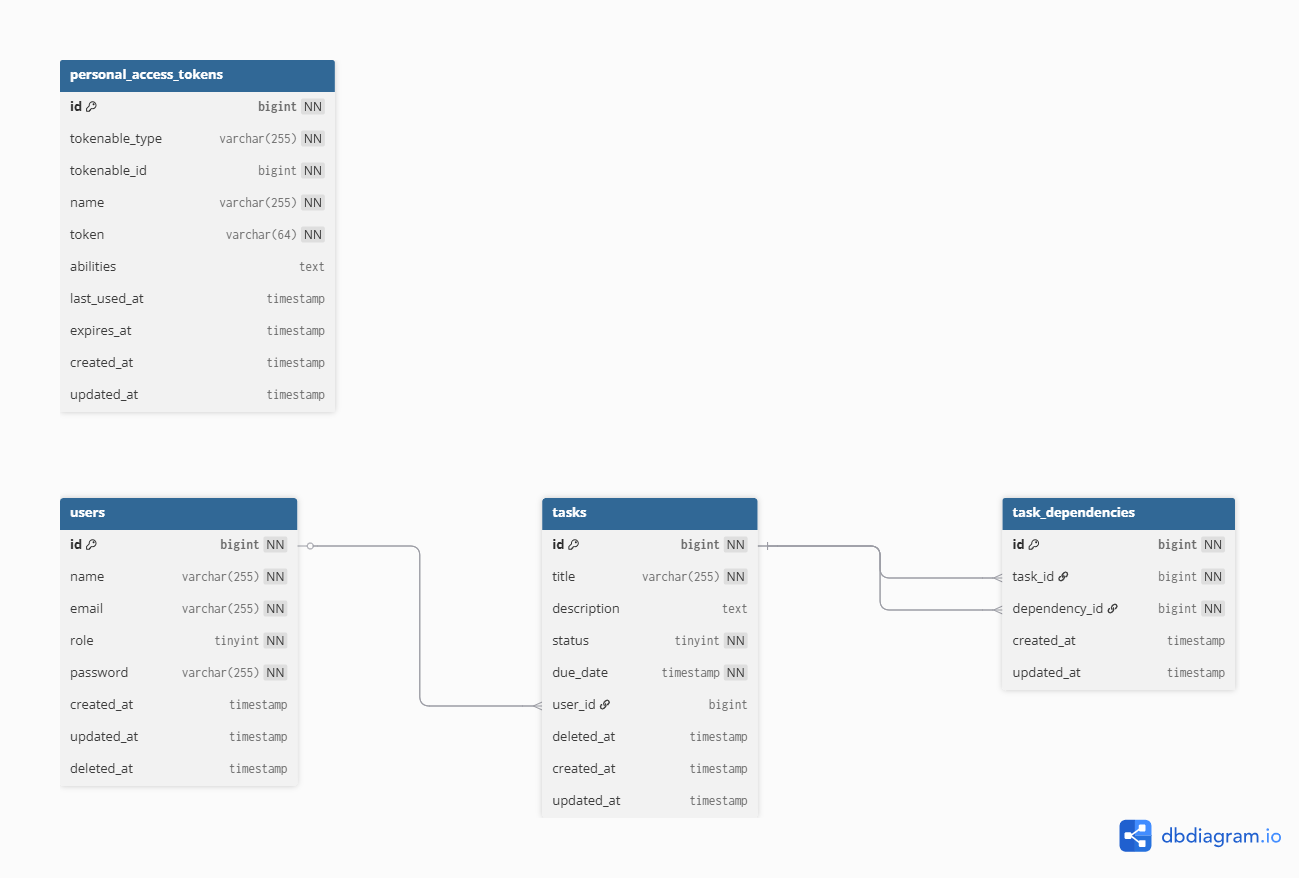 personal_access_tokens
id bigint NN
tokenable_type varchar(255) NN
tokenable_id bigint NN
name varchar(255) NN
token varchar(64) NN
abilities text
last_used_at timestamp
expires_at timestamp
created_at timestamp
updated_at timestamp
users
id bigint NN
name varchar(255) NN
email varchar(255) NN
role tinyint NN
password varchar(255) NN
created_at timestamp
updated_at timestamp
deleted_at timestamp
tasks
id bigint NN
title varchar(255) NN
description text
status tinyint NN
due_date timestamp NN
user_id bigint
deleted_at timestamp
created_at timestamp
updated_at timestamp
task_dependencies
id bigint NN
task_id bigint NN
dependency_id bigint NN
created_at timestamp
updated_at timestamp
dbdiagram.io